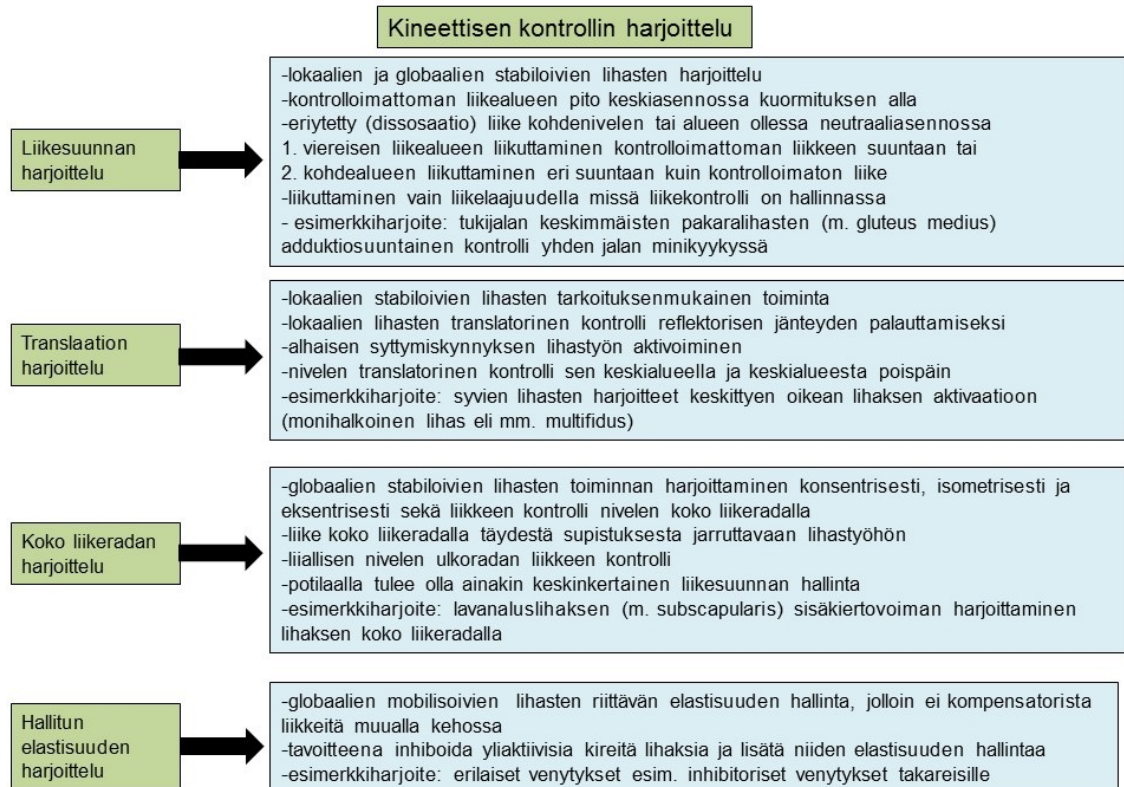 Kineettisen kontrollin harjoittelu
Liikesuunnan
harjoittelu
-lokaalien ja globaalien stabiloivien lihasten harjoittelu
-kontrolloimattoman liikealueen pito keskiasennossa kuormituksen alla
-eriytetty (dissosaatio) liike kohdenivelen tai alueen ollessa neutraaliasennossa
1. viereisen liikealueen liikuttaminen kontrolloimattoman liikkeen suuntaan tai
2. kohdealueen liikuttaminen eri suuntaan kuin kontrolloimaton liike
-liikuttaminen vain liikelaajuudella missä liikekontrolli on hallinnassa
- esimerkkiharjoite: tukijalan keskimmäisten pakaralihasten (m. gluteus medius)
adduktiosuuntainen kontrolli yhden jalan minikyykyssä
Translaation
harjoittelu
-lokaalien stabiloivien lihasten tarkoituksenmukainen toiminta
-lokaalien lihasten translatorinen kontrolli reflektorisen jänteyden palauttamiseksi
-alhaisen syttymiskynnyksen lihastyön aktivoiminen
-nivelen translatorinen kontrolli sen keskialueella ja keskialueesta poispäin
-esimerkkiharjoite: syvien lihasten harjoitteet keskittyen oikean lihaksen aktivaatioon
(monihalkoinen lihas eli mm. multifidus)
Koko liikeradan
harjoittelu
-globaalien stabiloivien lihasten toiminnan harjoittaminen konsentrisesti, isometrisesti ja
eksentrisesti sekä liikkeen kontrolli nivelen koko liikeradalla
-liike koko liikeradalla täydestä supistuksesta jarruttavaan lihastyöhön
-liiallisen nivelen ulkoradan liikkeen kontrolli
-potilaalla tulee olla ainakin keskinkertainen liikesuunnan hallinta
-esimerkkiharjoite: lavanaluslihaksen (m. subscapularis) sisäkiertovoiman harjoittaminen
lihaksen koko liikeradalla
Hallitun
elastisuuden
harjoittelu
-globaalien mobilisoivien lihasten riittävän elastisuuden hallinta, jolloin ei kompensatorista
liikkeitä muualla kehossa
-tavoitteena inhiboida yliaktiivisia kireitä lihaksia ja lisätä niiden elastisuuden hallintaa
-esimerkkiharjoite: erilaiset venytykset esim. inhibitoriset venytykset takareisille